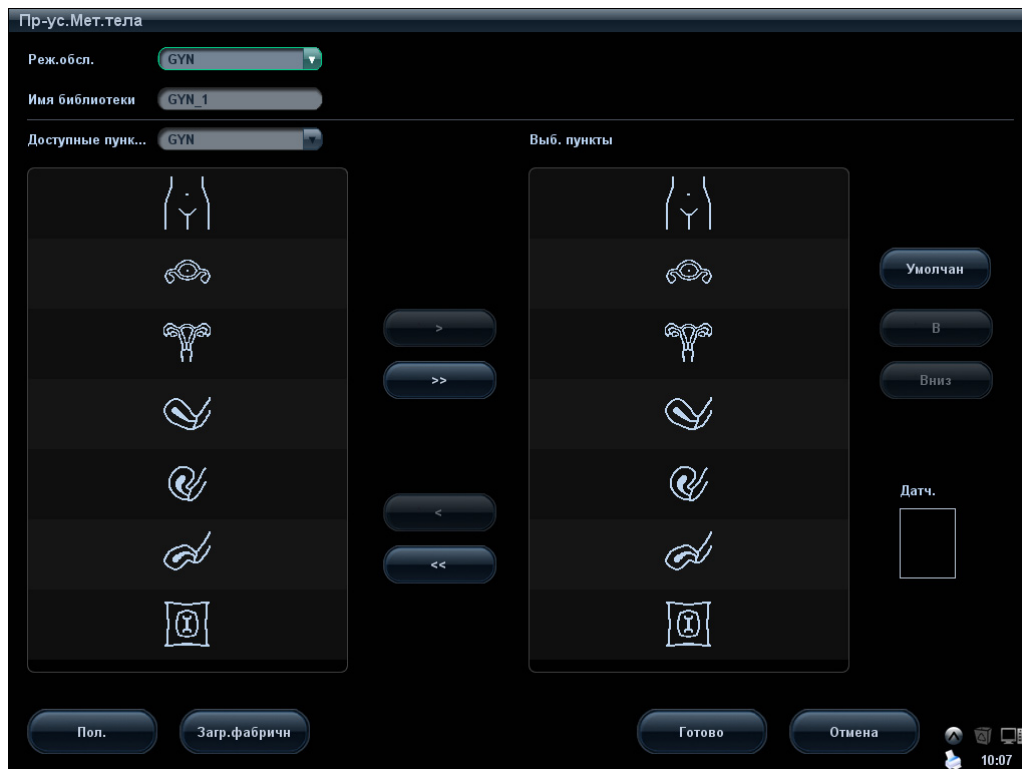 Пр-ус.Мет.тела
Реж.обсл. GYN
Имя библиотеки GYN_1
Доступные пунк... GYN
Выб. пункты
>
>>
<
<<
Умолчан
В
Вниз
Датч.
Пол. Загр.фабричн Готово Отмена
10:07